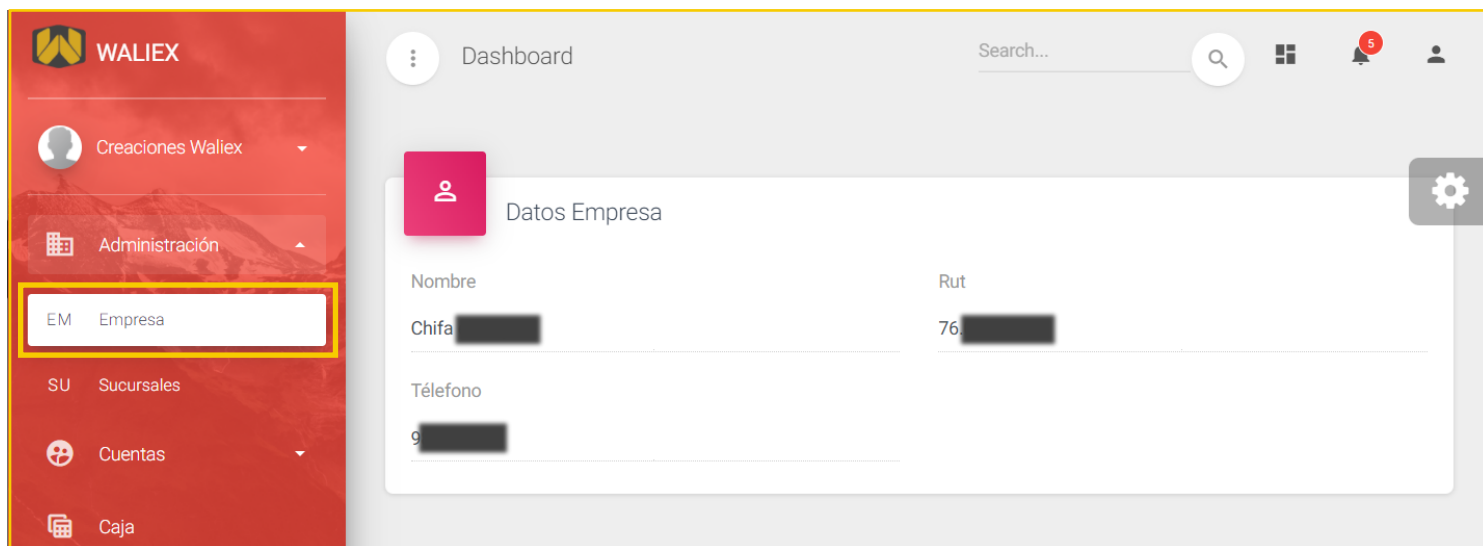 WALIEX
Creaciones Waliex
Administración
EM Empresa
SU Sucursales
Cuentas
Caja
Dashboard
Search...
5
Datos Empresa
Nombre
Rut
Chifa
76.
Télefono
9